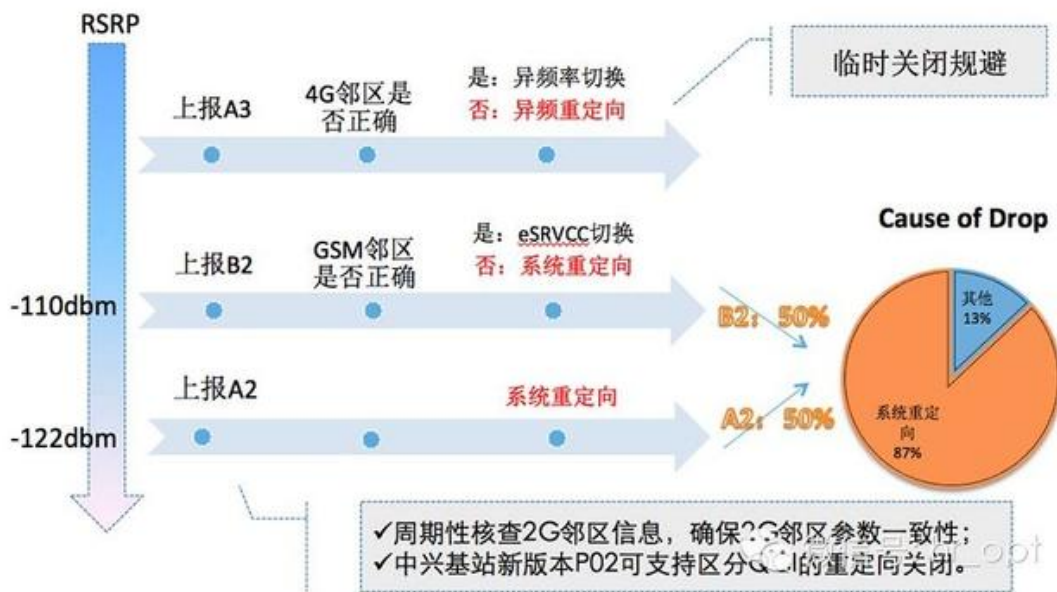 RSRP
临时关闭规避
上报A3
4G邻区是
否正确
是：异频率切换
否：异频重定向
Cause of Drop
上报B2
GSM邻区
是否正确
是：eSRVCC切换
否：系统重定向
-110dbm
B2：50%
其他
13%
上报A2
系统重定向
A2：50%
-122dbm
系统重定
向
87%
✓周期性核查2G邻区信息，确保2G邻区参数一致性；
✓中兴基站新版本P02可支持区分QCI的重定向关闭。